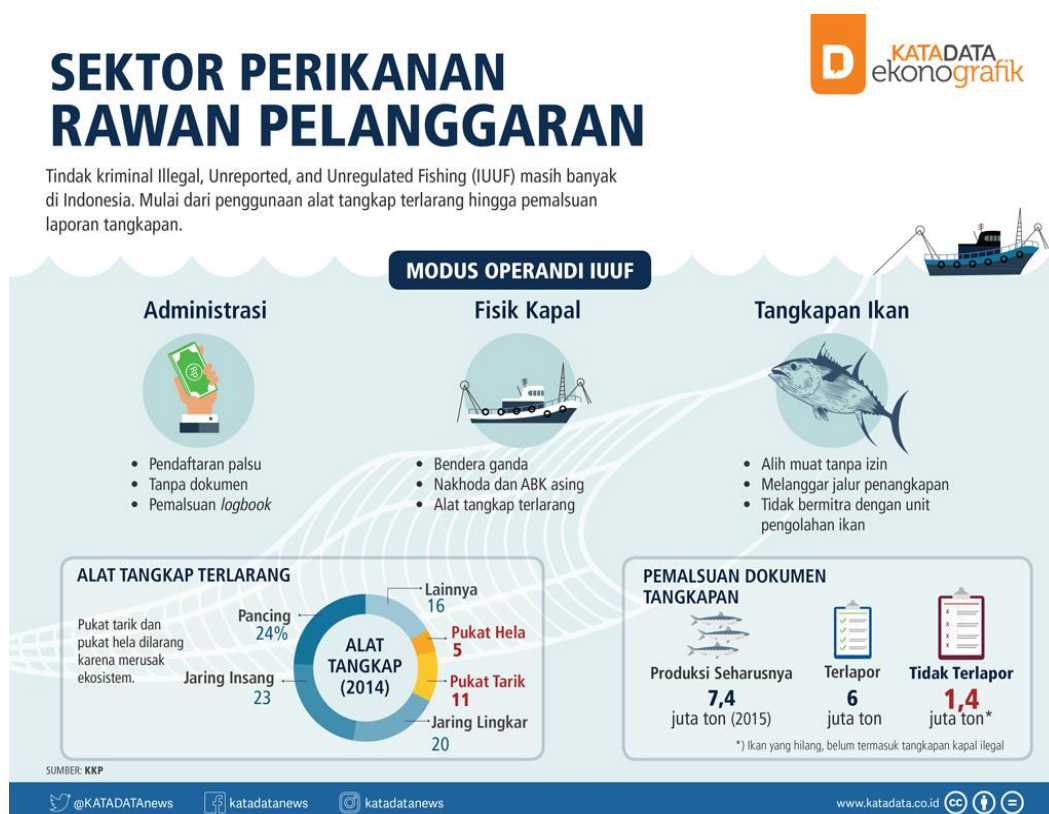 SEKTOR PERIKANAN
RAWAN PELANGGARAN
KATADATA
ekonografik
Tindak kriminal Illegal, Unreported, and Unregulated Fishing (IUUF) masih banyak
di Indonesia. Mulai dari penggunaan alat tangkap terlarang hingga pemalsuan
laporan tangkapan.
MODUS OPERANDI IUUF
Administrasi
RP
• Pendaftaran palsu
• Tanpa dokumen
• Pemalsuan logbook
Fisik Kapal
• Bendera ganda
• Nakhoda dan ABK asing
• Alat tangkap terlarang
Tangkapan Ikan
• Alih muat tanpa izin
• Melanggar jalur penangkapan
• Tidak bermitra dengan unit
pengolahan ikan
ALAT TANGKAP TERLARANG
Pukat tarik dan
pukat hela dilarang
karena merusak
ekosistem.
ALAT
TANGKAP
(2014)
Lainnya
16
Pukat Hela
5
Pukat Tarik
11
Jaring Lingkar
20
Jaring Insang
23
Pancing
24%
PEMALSUAN DOKUMEN
TANGKAPAN
Produksi Seharusnya
7,4
juta ton (2015)
Terlapor
6
juta ton
Tidak Terlapor
1,4
juta ton*
*) Ikan yang hilang, belum termasuk tangkapan kapal ilegal
SUMBER: KKP
@KATADATAnews
katadatanews
katadatanews
www.katadata.co.id
cc